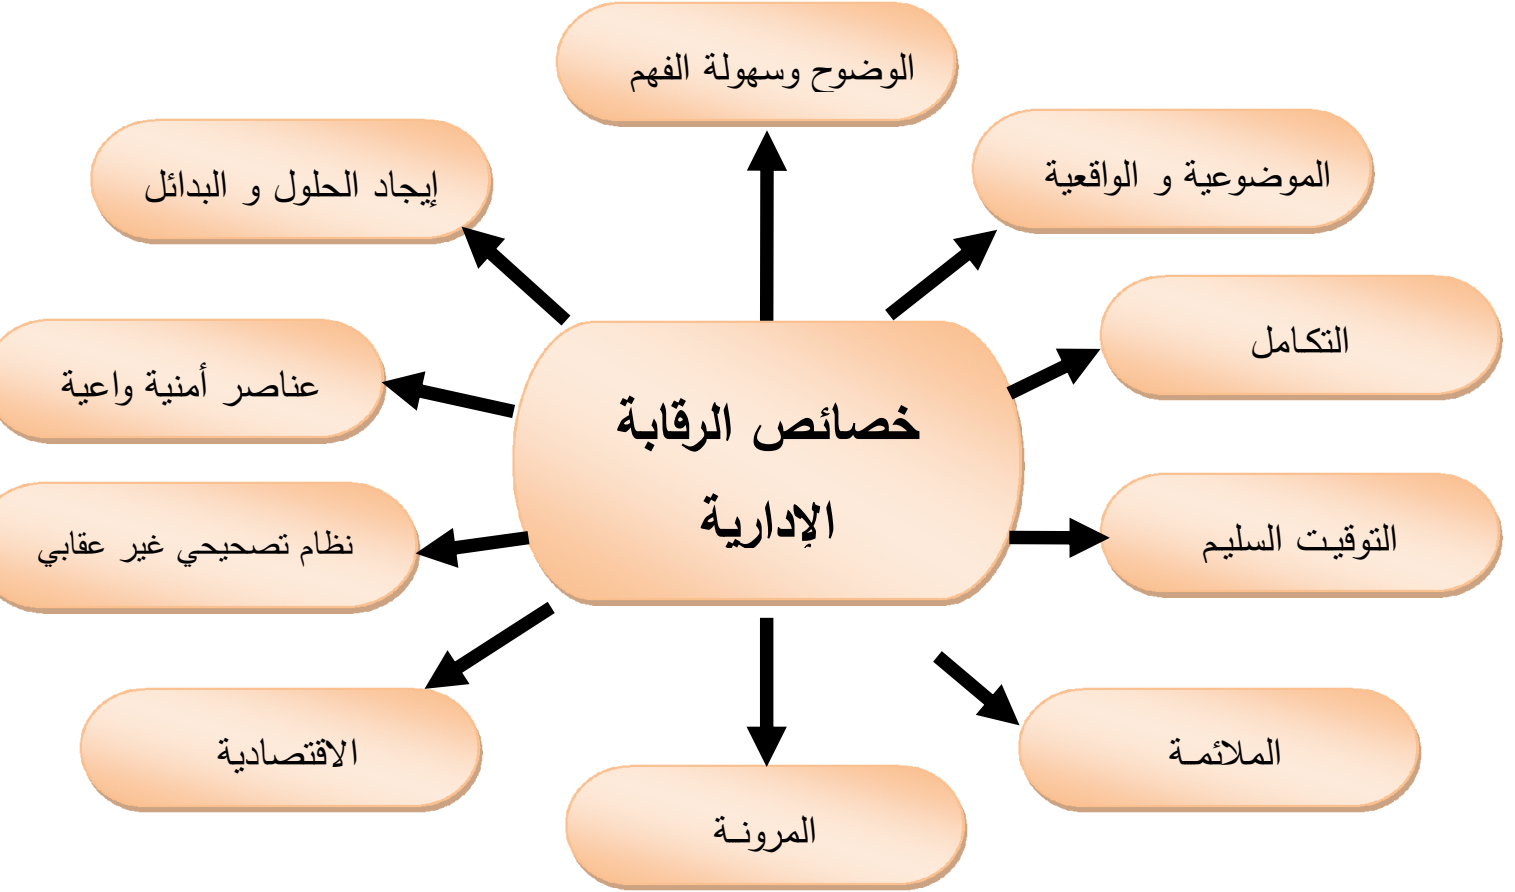 الوضوح وسهولة الفهم
الموضوعية و الواقعية
إيجاد الحلول و البدائل
التكامل
عناصر أمنية واعية
خصائص الرقابة
الإدارية
التوقيت السليم
نظام تصحيحي غير عقابي
الملائمة
الاقتصادية
المرونة